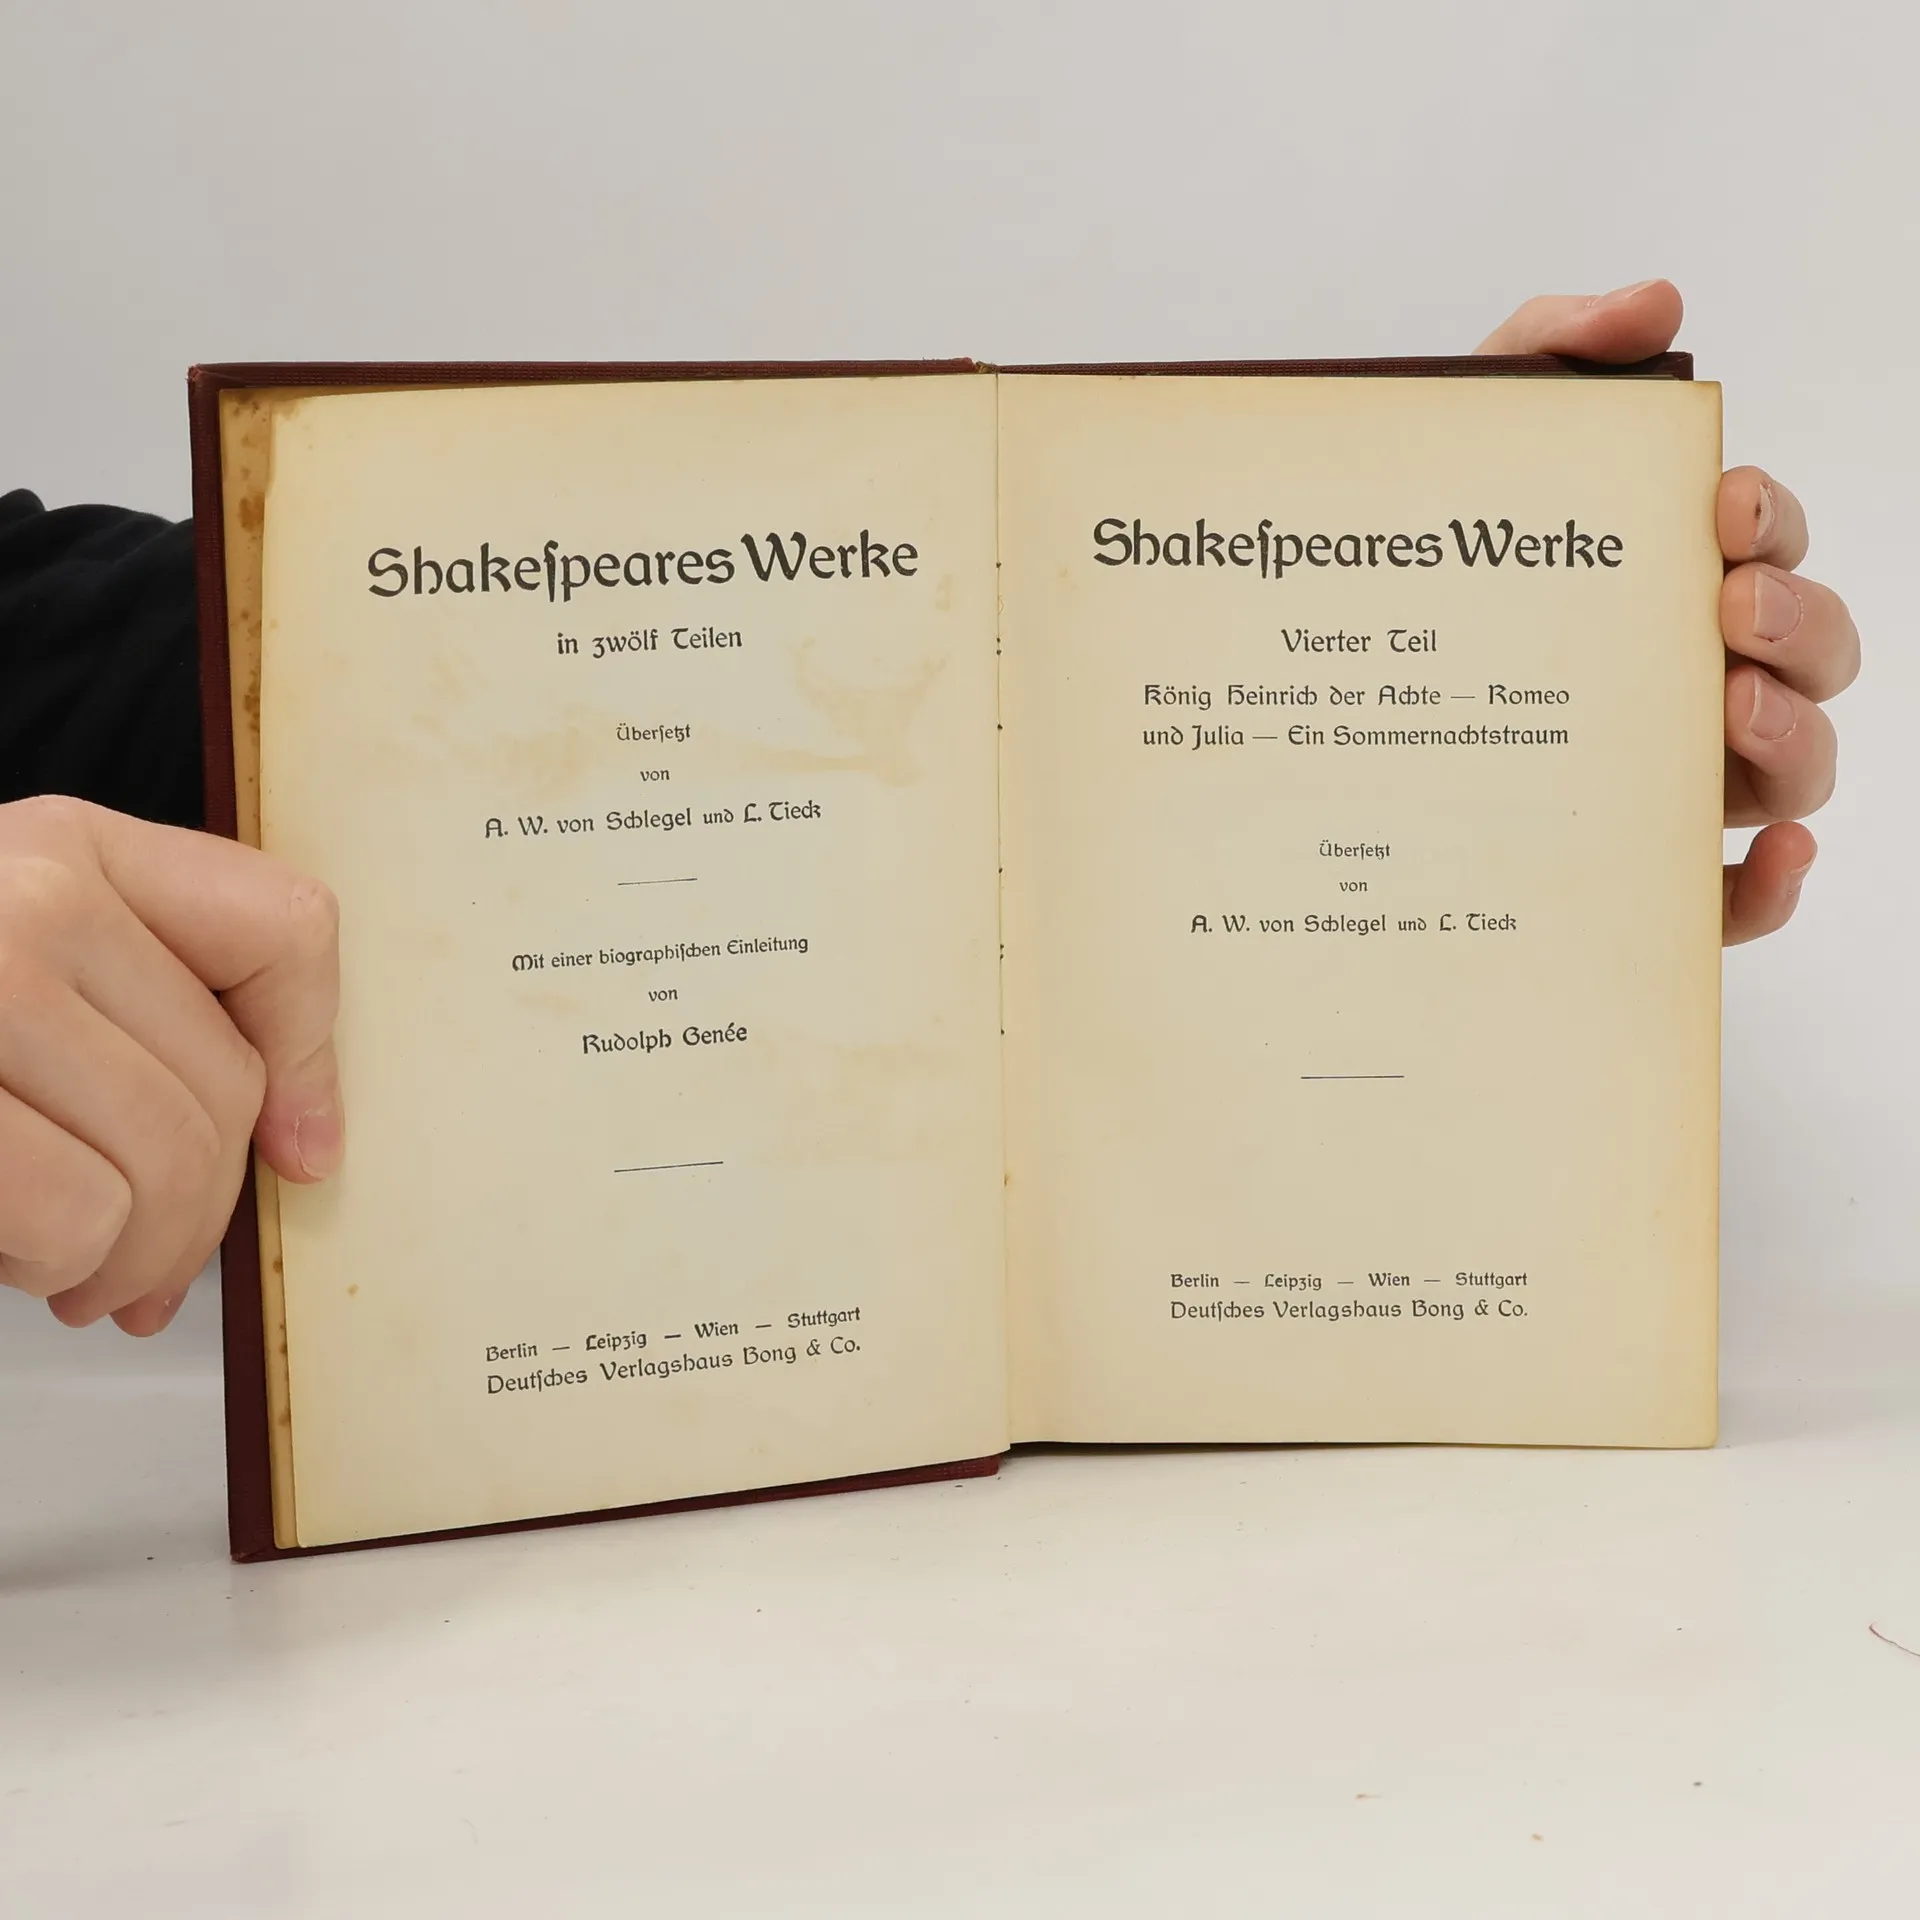 Shakeſpeares Werke
in zwölf Teilen
Überſetzt
von
A. W. von Schlegel und L. Tieck
Mit einer biographiſchen Einleitung
von
Rudolph Genée
Berlin — Leipzig — Wien — Stuttgart
Deutſches Verlagshaus Bong & Co.
Shakeſpeares Werke
Vierter Teil
König Heinrich der Achte — Romeo
und Julia — Ein Sommernachtstraum
Überſetzt
von
A. W. von Schlegel und L. Tieck
Berlin — Leipzig — Wien — Stuttgart
Deutſches Verlagshaus Bong & Co.